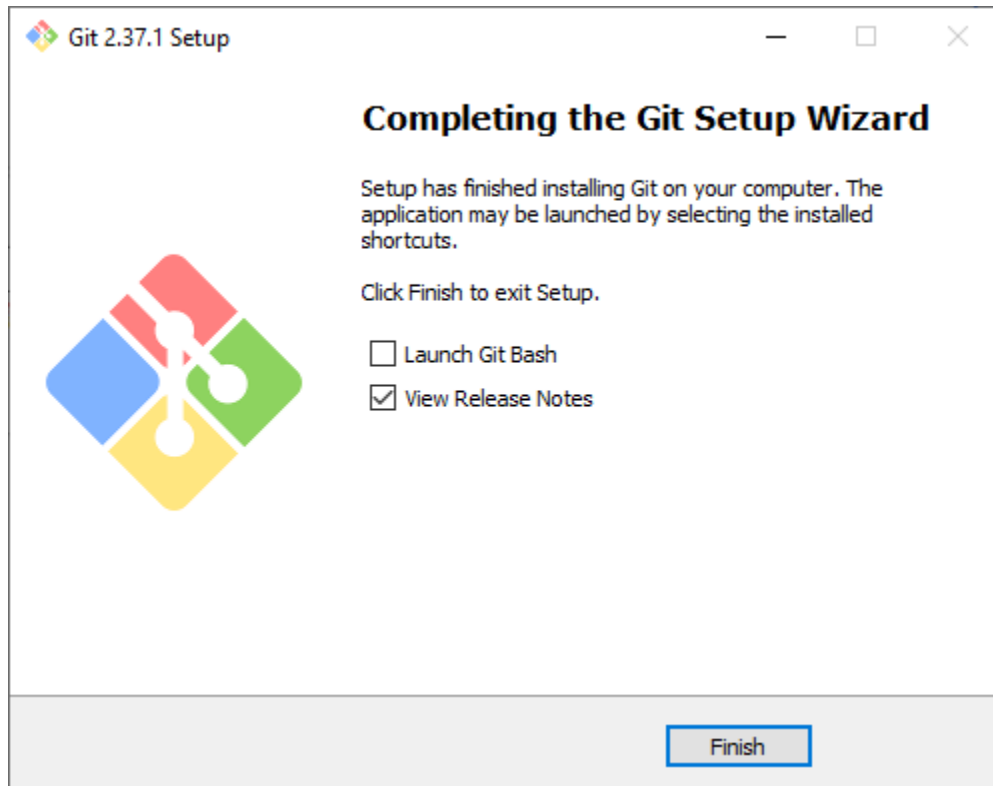 Git 2.37.1 Setup
Completing the Git Setup Wizard
Setup has finished installing Git on your computer. The
application may be launched by selecting the installed
shortcuts.
Click Finish to exit Setup.
Launch Git Bash
View Release Notes
Finish